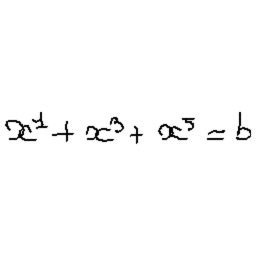 x¹ + x³ + x⁵ = b